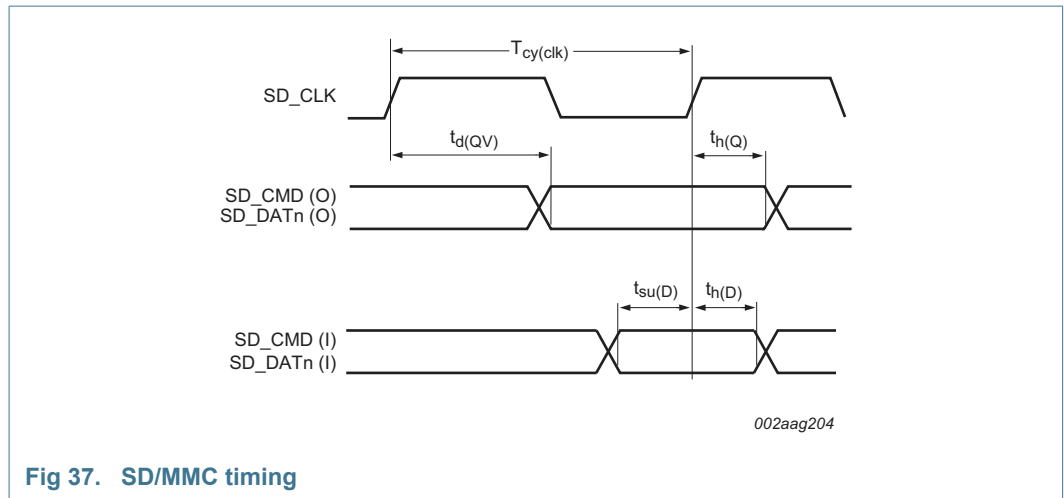 T_cy(clk)
SD_CLK
t_d(QV)
t_h(Q)
SD_CMD (O)
SD_DATn (O)
t_su(D)
t_h(D)
SD_CMD (I)
SD_DATn (I)
002aag204
Fig 37. SD/MMC timing